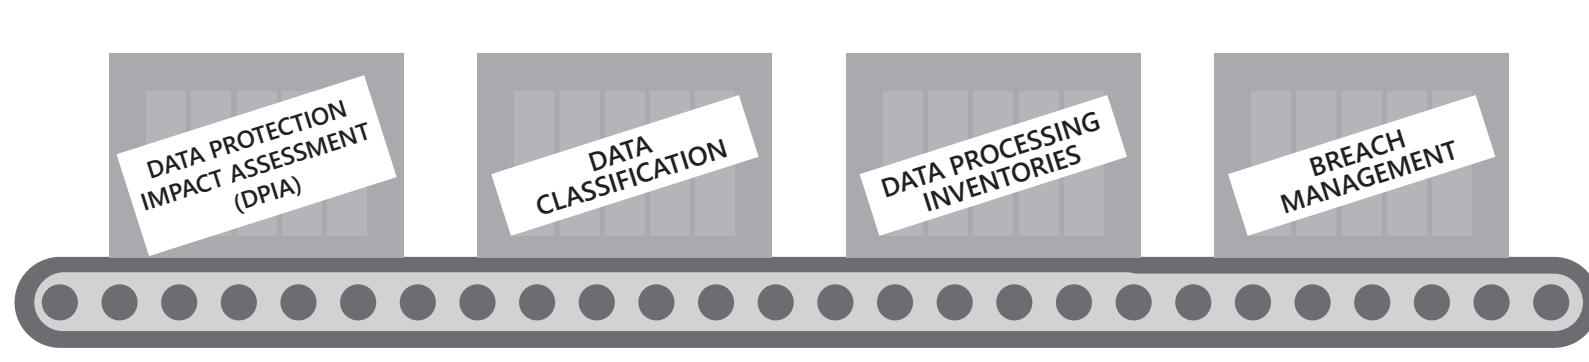 DATA PROTECTION
IMPACT ASSESSMENT
(DPIA)
DATA
CLASSIFICATION
DATA PROCESSING
INVENTORIES
BREACH
MANAGEMENT